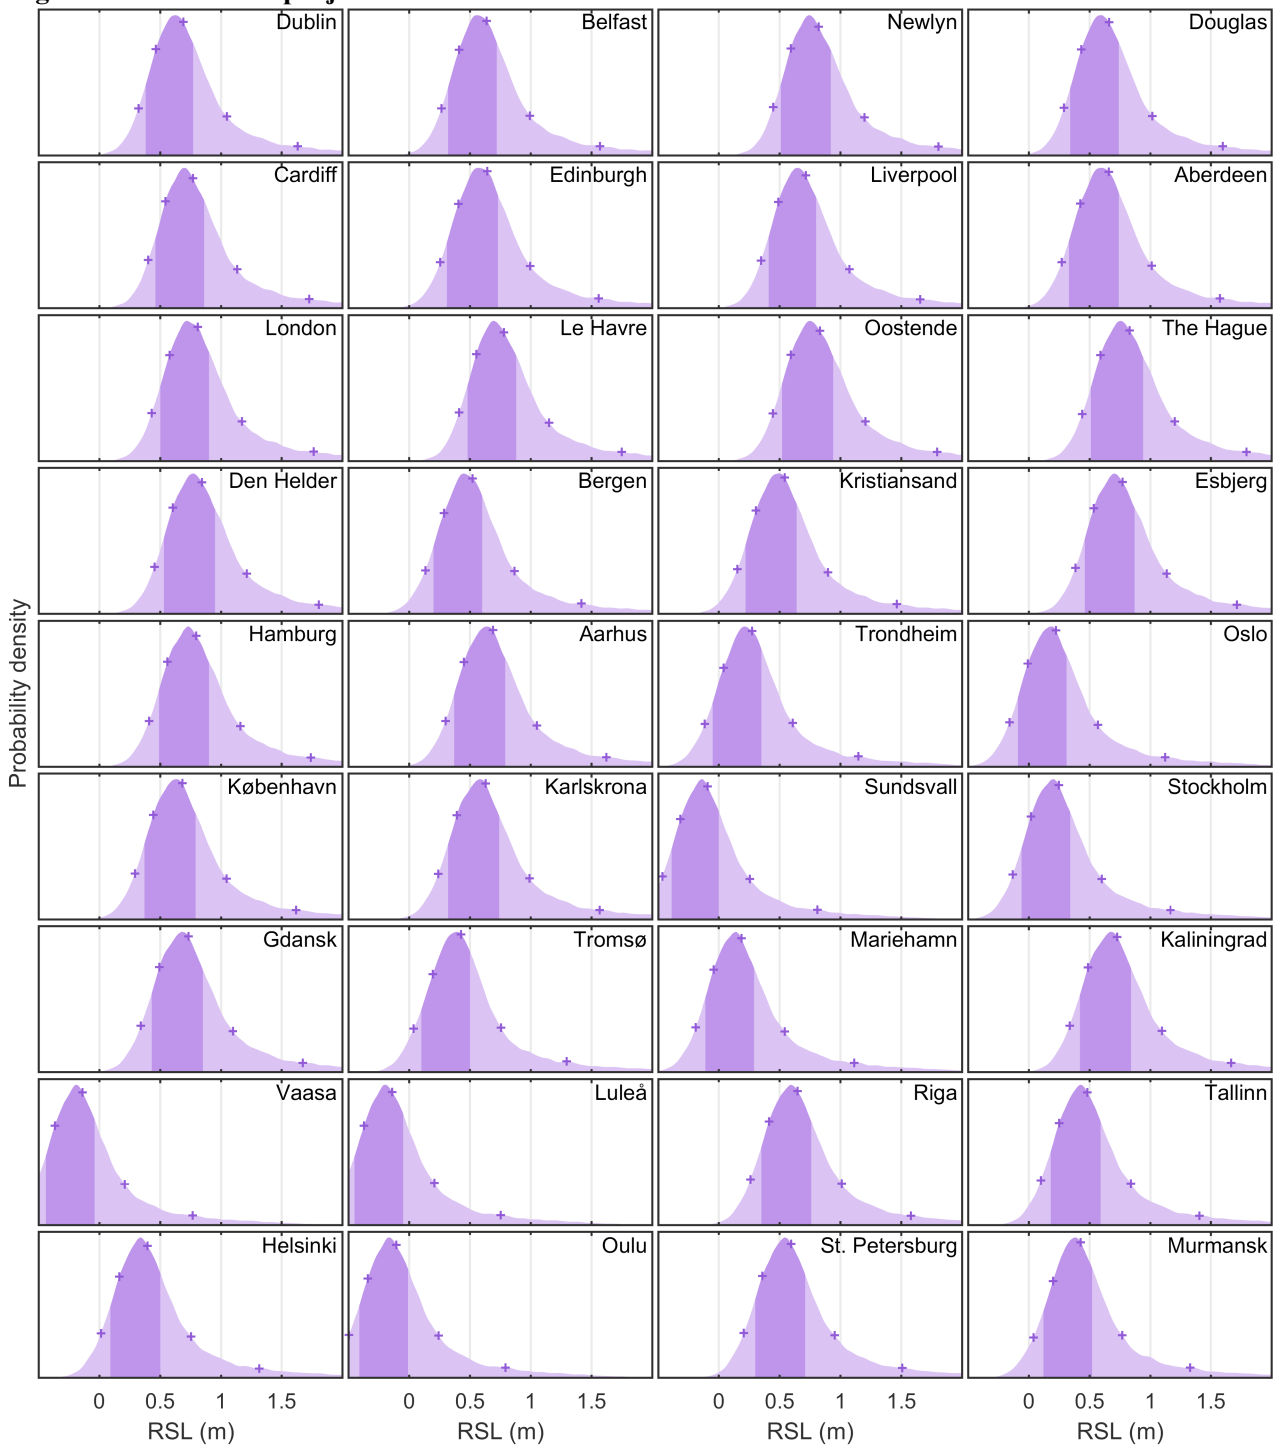 Dublin Belfast Newlyn Douglas
Cardiff Edinburgh Liverpool Aberdeen
London Le Havre Oostende The Hague
Den Helder Bergen Kristiansand Esbjerg
Hamburg Aarhus Trondheim Oslo
København Karlskrona Sundsvall Stockholm
Gdansk Tromsø Mariehamn Kaliningrad
Vaasa Luleå Riga Tallinn
Helsinki Oulu St. Petersburg Murmansk
Probability density
0 0.5 1 1.5 0 0.5 1 1.5 0 0.5 1 1.5 0 0.5 1 1.5
RSL (m) RSL (m) RSL (m) RSL (m)